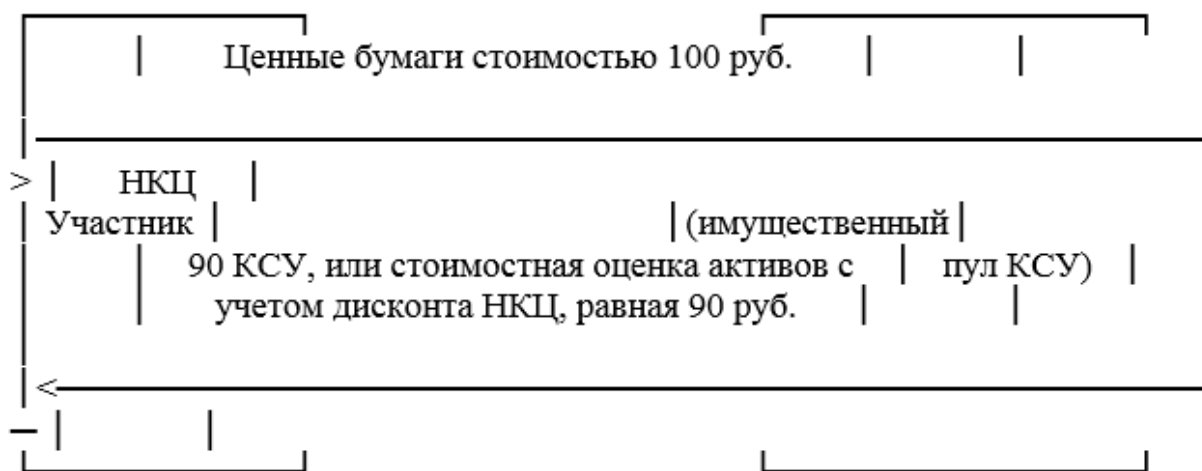 Ценные бумаги стоимостью 100 руб.
> НКЦ
Участник (имущественный
90 КСУ, или стоимостная оценка активов с пул КСУ)
учетом дисконта НКЦ, равная 90 руб.
<